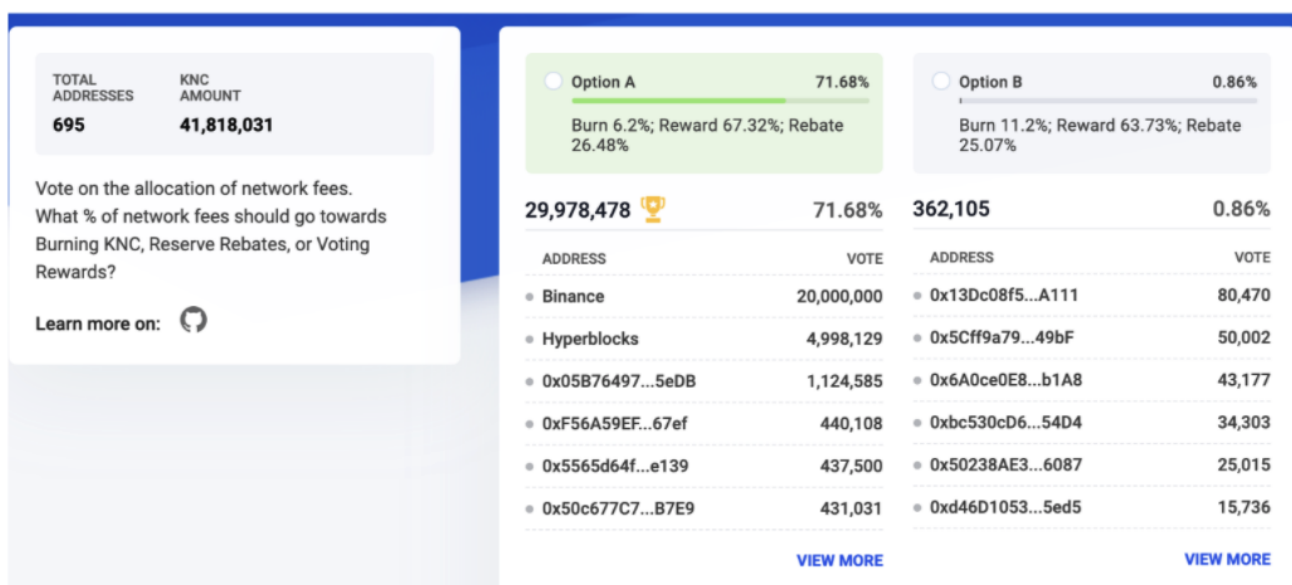 TOTAL ADDRESSES
695
KNC AMOUNT
41,818,031
Vote on the allocation of network fees.
What % of network fees should go towards
Burning KNC, Reserve Rebates, or Voting
Rewards?
Learn more on:
Option A 71.68%
Burn 6.2%; Reward 67.32%; Rebate
26.48%
29,978,478 71.68%
ADDRESS VOTE
Binance 20,000,000
Hyperblocks 4,998,129
0x05B76497...5eDB 1,124,585
0xF56A59EF...67ef 440,108
0x5565d64f...e139 437,500
0x50c677C7...B7E9 431,031
VIEW MORE
Option B 0.86%
Burn 11.2%; Reward 63.73%; Rebate
25.07%
362,105 0.86%
ADDRESS VOTE
0x13Dc08f5...A111 80,470
0x5Cff9a79...49bF 50,002
0x6A0ce0E8...b1A8 43,177
0xbc530cD6...54D4 34,303
0x50238AE3...6087 25,015
0xd46D1053...5ed5 15,736
VIEW MORE